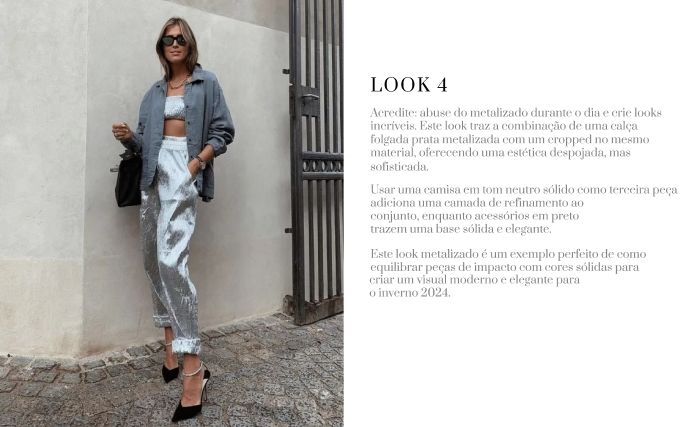 LOOK 4
Acredite: abuse do metalizado durante o dia e crie looks
incríveis. Este look traz a combinação de uma calça
folgada prata metalizada com um cropped no mesmo
material, oferecendo uma estética despojada, mas
sofisticada.
Usar uma camisa em tom neutro sólido como terceira peça
adiciona uma camada de refinamento ao
conjunto, enquanto acessórios em preto
trazem uma base sólida e elegante.
Este look metalizado é um exemplo perfeito de como
equilibrar peças de impacto com cores sólidas para
criar um visual moderno e elegante para
o inverno 2024.